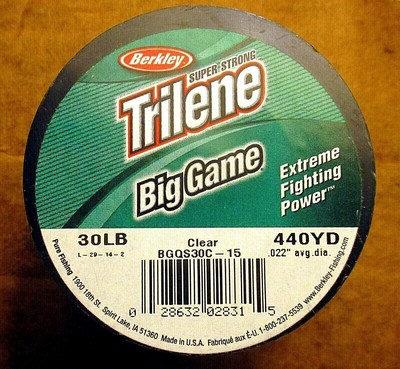 Berkley
SUPER STRONG
Trilene
Big Game
Extreme
Fighting
Power™
30LB Clear 440YD
L-29-14-2 BGQS30C-15 .022" avg.dia.
0 28632 02831 5
Pure Fishing 1900 18th St., Spirit Lake, IA 51360 Made in U.S.A. Fabriqué aux É-U. 1-800-237-5539 www.Berkley-Fishing.com